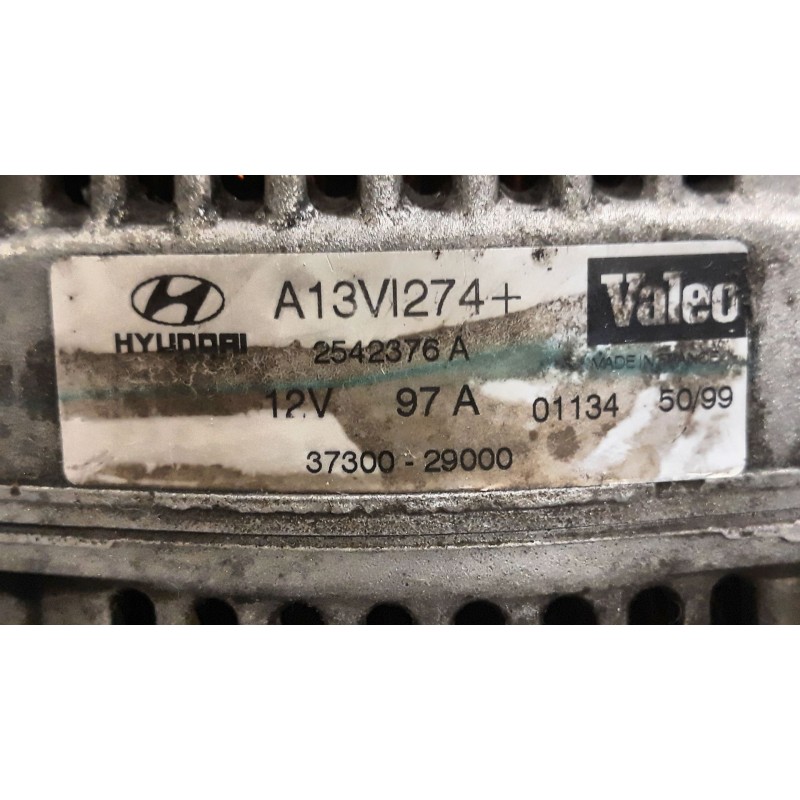 HYUNDAI
A13VI274+
Valeo
2542376 A
MADE IN FRANCE
12V 97 A 01134 50/99
37300 - 29000